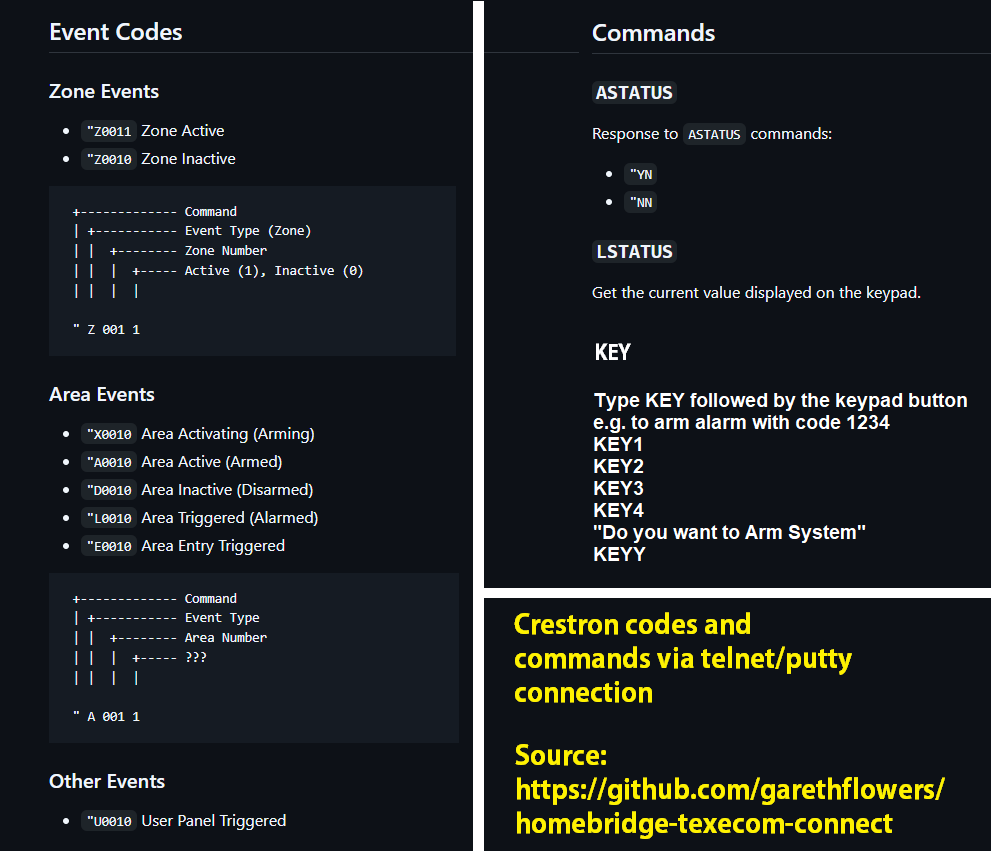 Event Codes
Zone Events
• "Z0011 Zone Active
• "Z0010 Zone Inactive
+------------- Command
| +----------- Event Type (Zone)
| |  +-------- Zone Number
| |  |  +----- Active (1), Inactive (0)
| |  |  |
" Z 001 1
Area Events
• "X0010 Area Activating (Arming)
• "A0010 Area Active (Armed)
• "D0010 Area Inactive (Disarmed)
• "L0010 Area Triggered (Alarmed)
• "E0010 Area Entry Triggered
+------------- Command
| +----------- Event Type
| |  +-------- Area Number
| |  |  +----- ???
| |  |  |
" A 001 1
Other Events
• "U0010 User Panel Triggered
Commands
ASTATUS
Response to ASTATUS commands:
• "YN
• "NN
LSTATUS
Get the current value displayed on the keypad.
KEY
Type KEY followed by the keypad button
e.g. to arm alarm with code 1234
KEY1
KEY2
KEY3
KEY4
"Do you want to Arm System"
KEYY
Crestron codes and
commands via telnet/putty
connection
Source:
https://github.com/garethflowers/
homebridge-texecom-connect